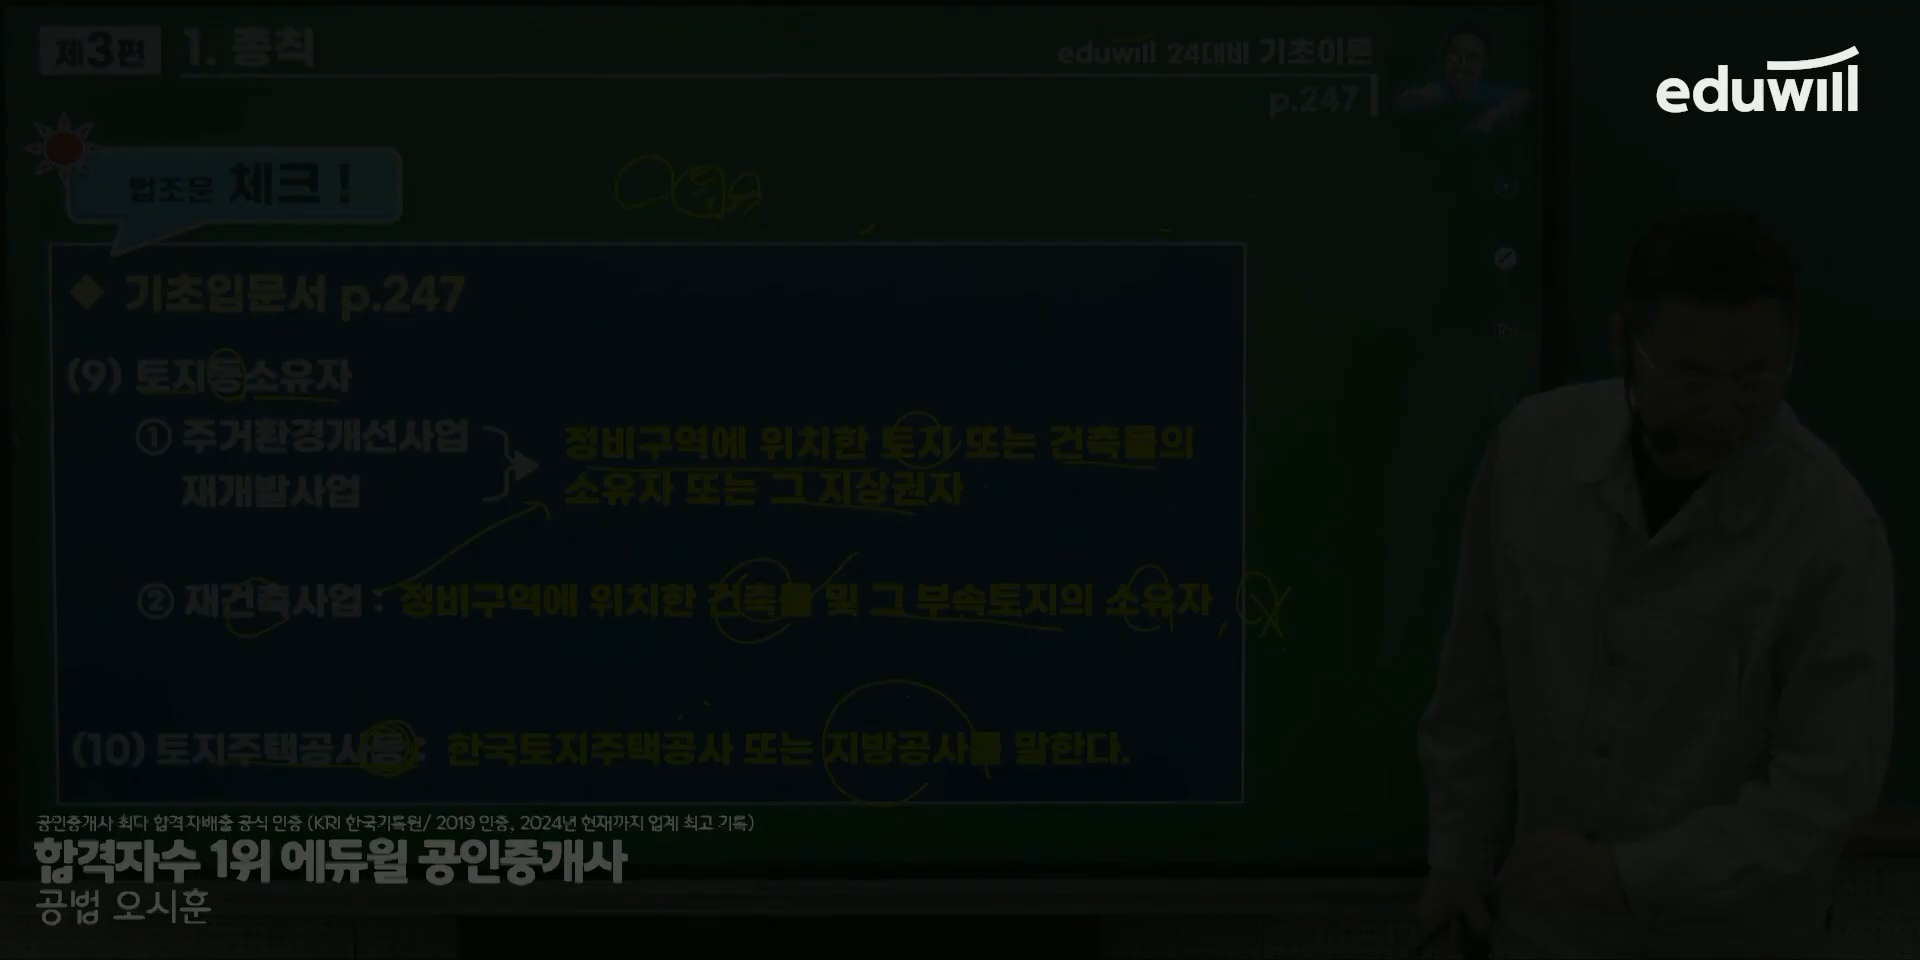 제3편 1. 총칙
eduwill 24대비 기초이론
p.247
eduwill
법조문 체크!
◆ 기초입문서 p.247
(9) 토지등소유자
① 주거환경개선사업
재개발사업
정비구역에 위치한 토지 또는 건축물의
소유자 또는 그 지상권자
② 재건축사업 : 정비구역에 위치한 건축물 및 그 부속토지의 소유자
(10) 토지주택공사등 : 한국토지주택공사 또는 지방공사를 말한다.
공인중개사 최다 합격자배출 공식 인증 (KRI 한국기록원/ 2019 인증, 2024년 현재까지 업계 최고 기록)
합격자수 1위 에듀윌 공인중개사
공법 오시훈